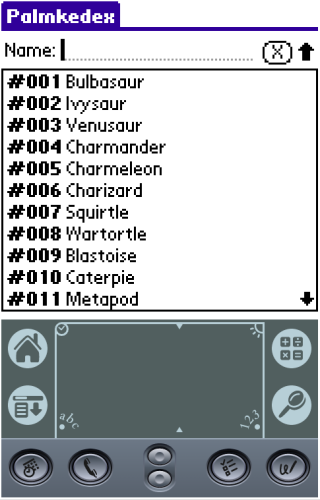 Palmkedex
Name:
X
#001 Bulbasaur
#002 Ivysaur
#003 Venusaur
#004 Charmander
#005 Charmeleon
#006 Charizard
#007 Squirtle
#008 Wartortle
#009 Blastoise
#010 Caterpie
#011 Metapod
abc
123